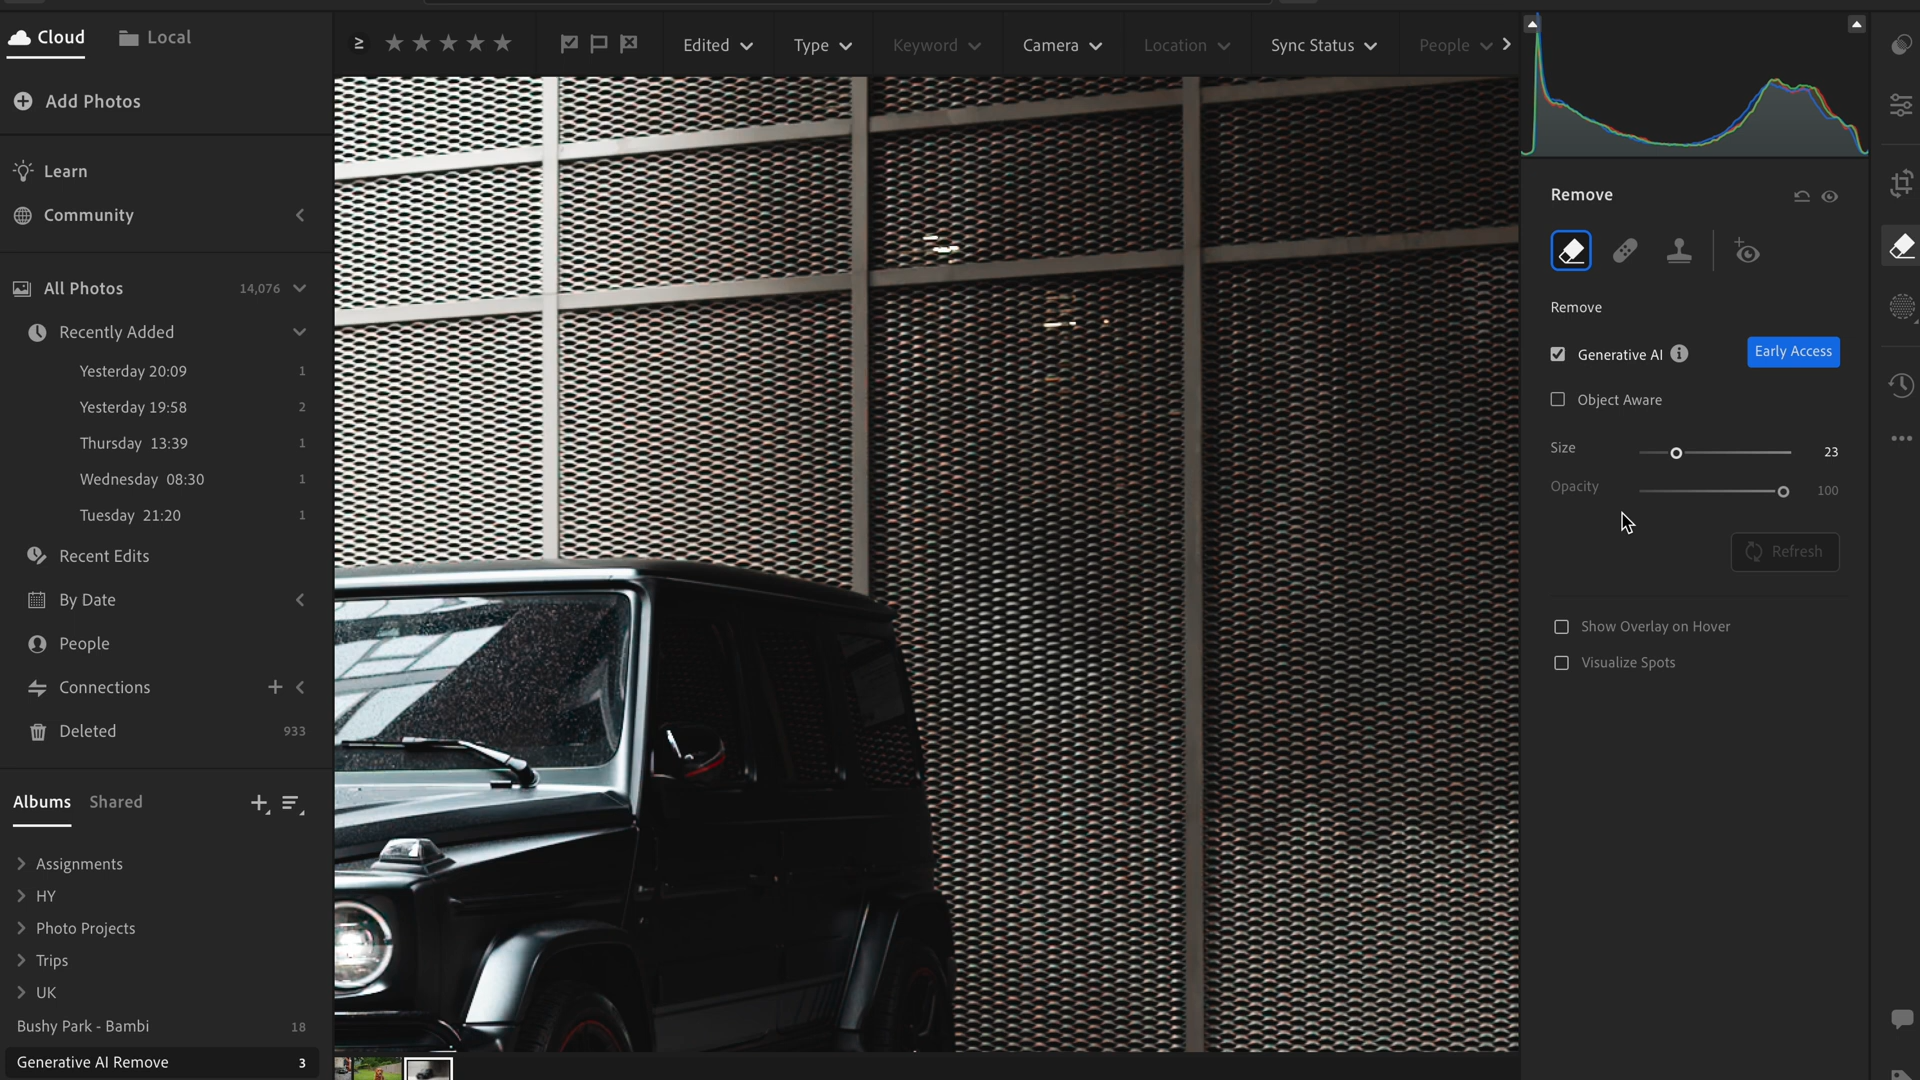 Cloud Local
≥ Edited Type Keyword Camera Location Sync Status People
Add Photos
Learn
Community
All Photos 14,076
Recently Added
Yesterday 20:09 1
Yesterday 19:58 2
Thursday 13:39 1
Wednesday 08:30 1
Tuesday 21:20 1
Recent Edits
By Date
People
Connections
Deleted 933
Albums Shared
Assignments
HY
Photo Projects
Trips
UK
Bushy Park - Bambi 18
Generative AI Remove 3
Remove
Remove
Generative AI Early Access
Object Aware
Size 23
Opacity 100
Refresh
Show Overlay on Hover
Visualize Spots